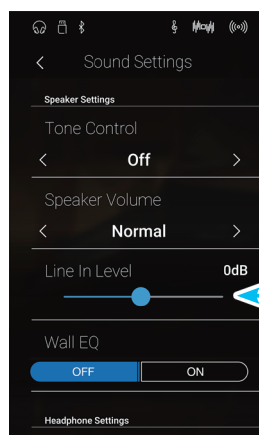 Sound Settings
Speaker Settings
Tone Control
Off
Speaker Volume
Normal
Line In Level 0dB
Wall EQ
OFF ON
Headphone Settings